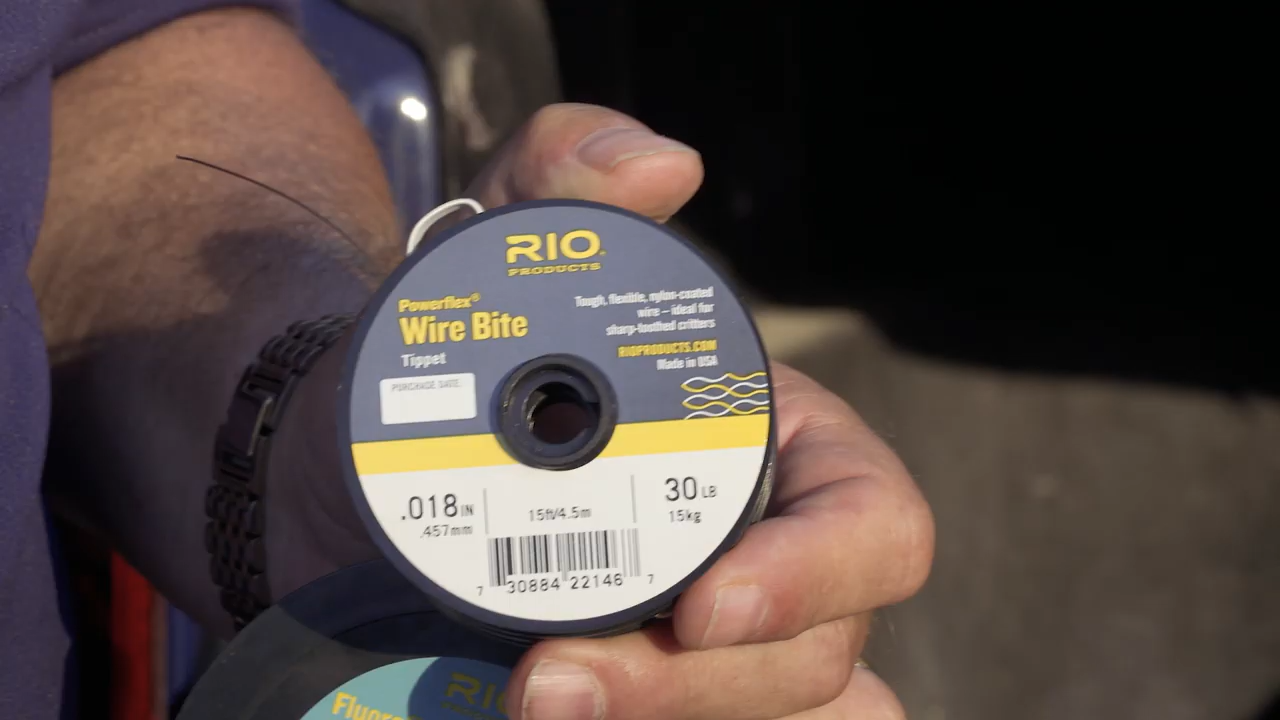 RIO
PRODUCTS
Powerflex®
Wire Bite
Tippet
PURCHASE DATE
Tough, flexible, nylon-coated
wire – ideal for
sharp-toothed critters
RIOPRODUCTS.COM
Made in USA
.018 IN
.457mm
15ft/4.5m
30 LB
15kg
7 30884 22146 7
RIO